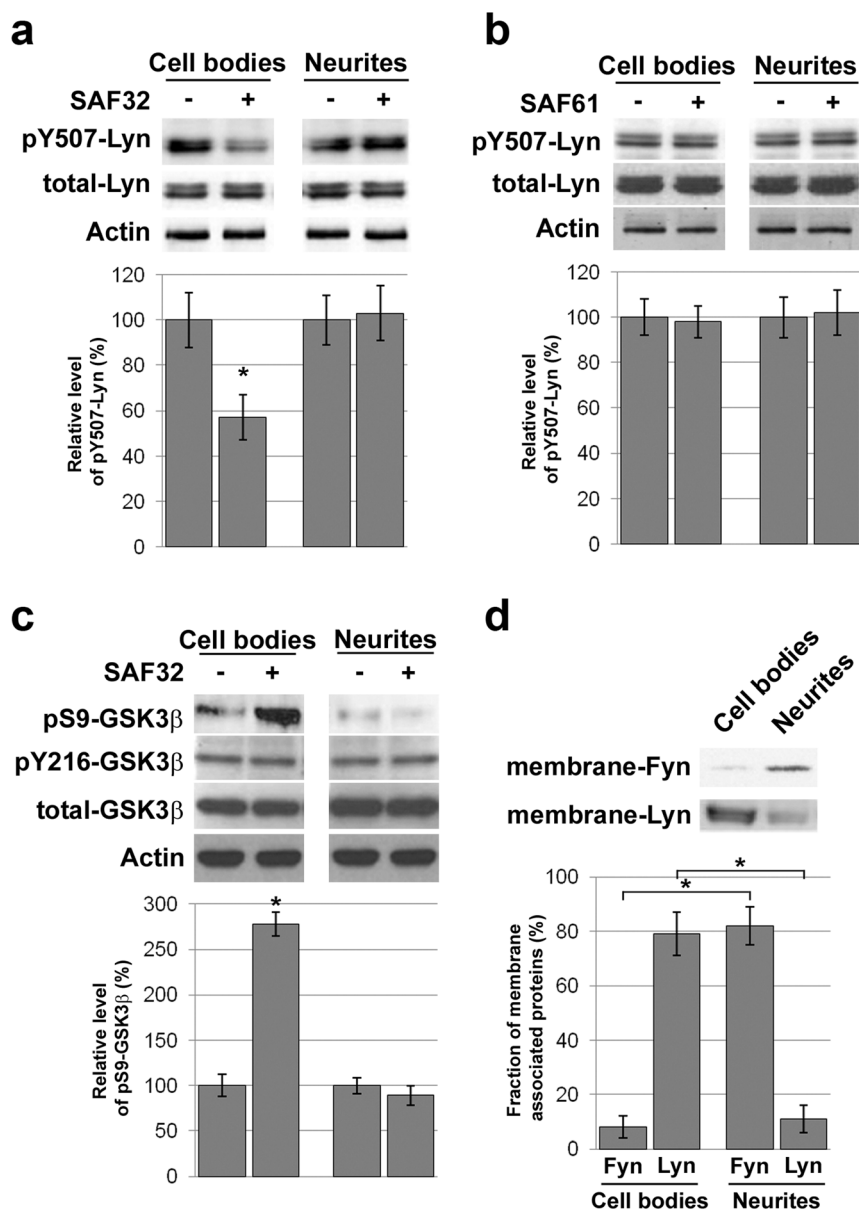 a
Cell bodies Neurites
SAF32 - + - +
pY507-Lyn
total-Lyn
Actin
120
100
80
60
40
20
0
Relative level
of pY507-Lyn (%)
*
b
Cell bodies Neurites
SAF61 - + - +
pY507-Lyn
total-Lyn
Actin
120
100
80
60
40
20
0
Relative level
of pY507-Lyn (%)
c
Cell bodies Neurites
SAF32 - + - +
pS9-GSK3β
pY216-GSK3β
total-GSK3β
Actin
300
250
200
150
100
50
0
Relative level
of pS9-GSK3β (%)
*
d
Cell bodies
Neurites
membrane-Fyn
membrane-Lyn
100
80
60
40
20
0
Fraction of membrane
associated proteins (%)
*
*
Fyn Lyn Fyn Lyn
Cell bodies Neurites